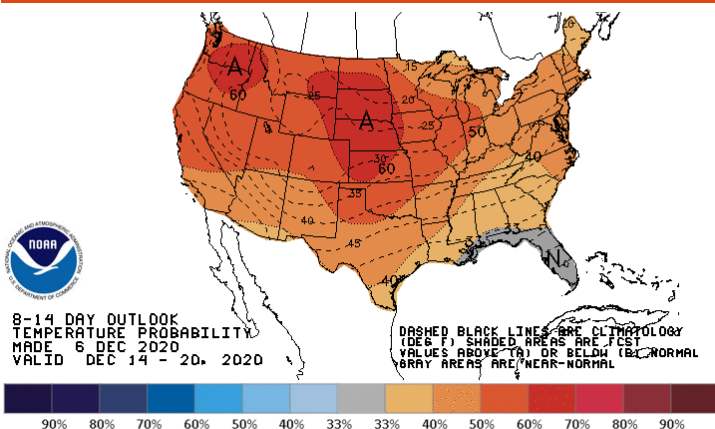 10
A
60
15
25
20
A
25
50
30
60
40
35
40
45
33
33
N
40
NOAA
NATIONAL OCEANIC AND ATMOSPHERIC ADMINISTRATION
U.S. DEPARTMENT OF COMMERCE
8-14 DAY OUTLOOK
TEMPERATURE PROBABILITY
MADE 6 DEC 2020
VALID DEC 14 - 20, 2020
DASHED BLACK LINES ARE CLIMATOLOGY
(DEG F) SHADED AREAS ARE FCST
VALUES ABOVE (A) OR BELOW (B) NORMAL
GRAY AREAS ARE NEAR-NORMAL
90% 80% 70% 60% 50% 40% 33% 33% 40% 50% 60% 70% 80% 90%